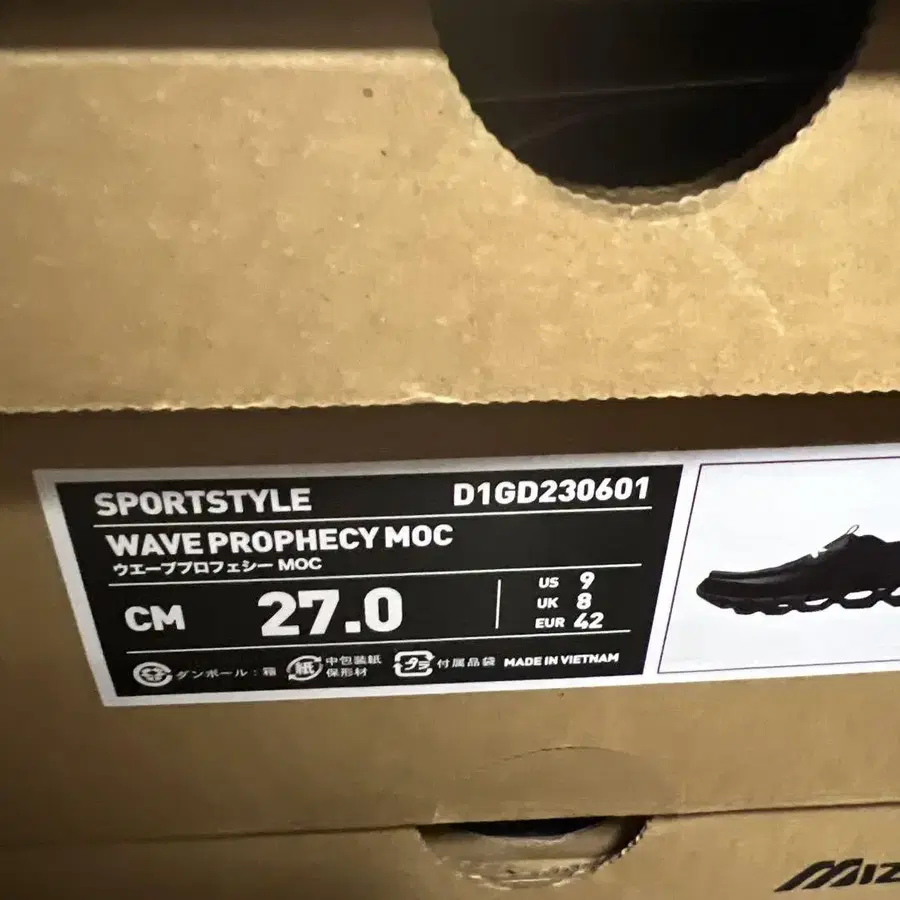 SPORTSTYLE D1GD230601
WAVE PROPHECY MOC
ウエーブプロフェシー MOC
CM 27.0
US 9
UK 8
EUR 42
ダンボール：箱 紙 中包装紙 プラ 付属品袋 MADE IN VIETNAM
保形材
MIZ